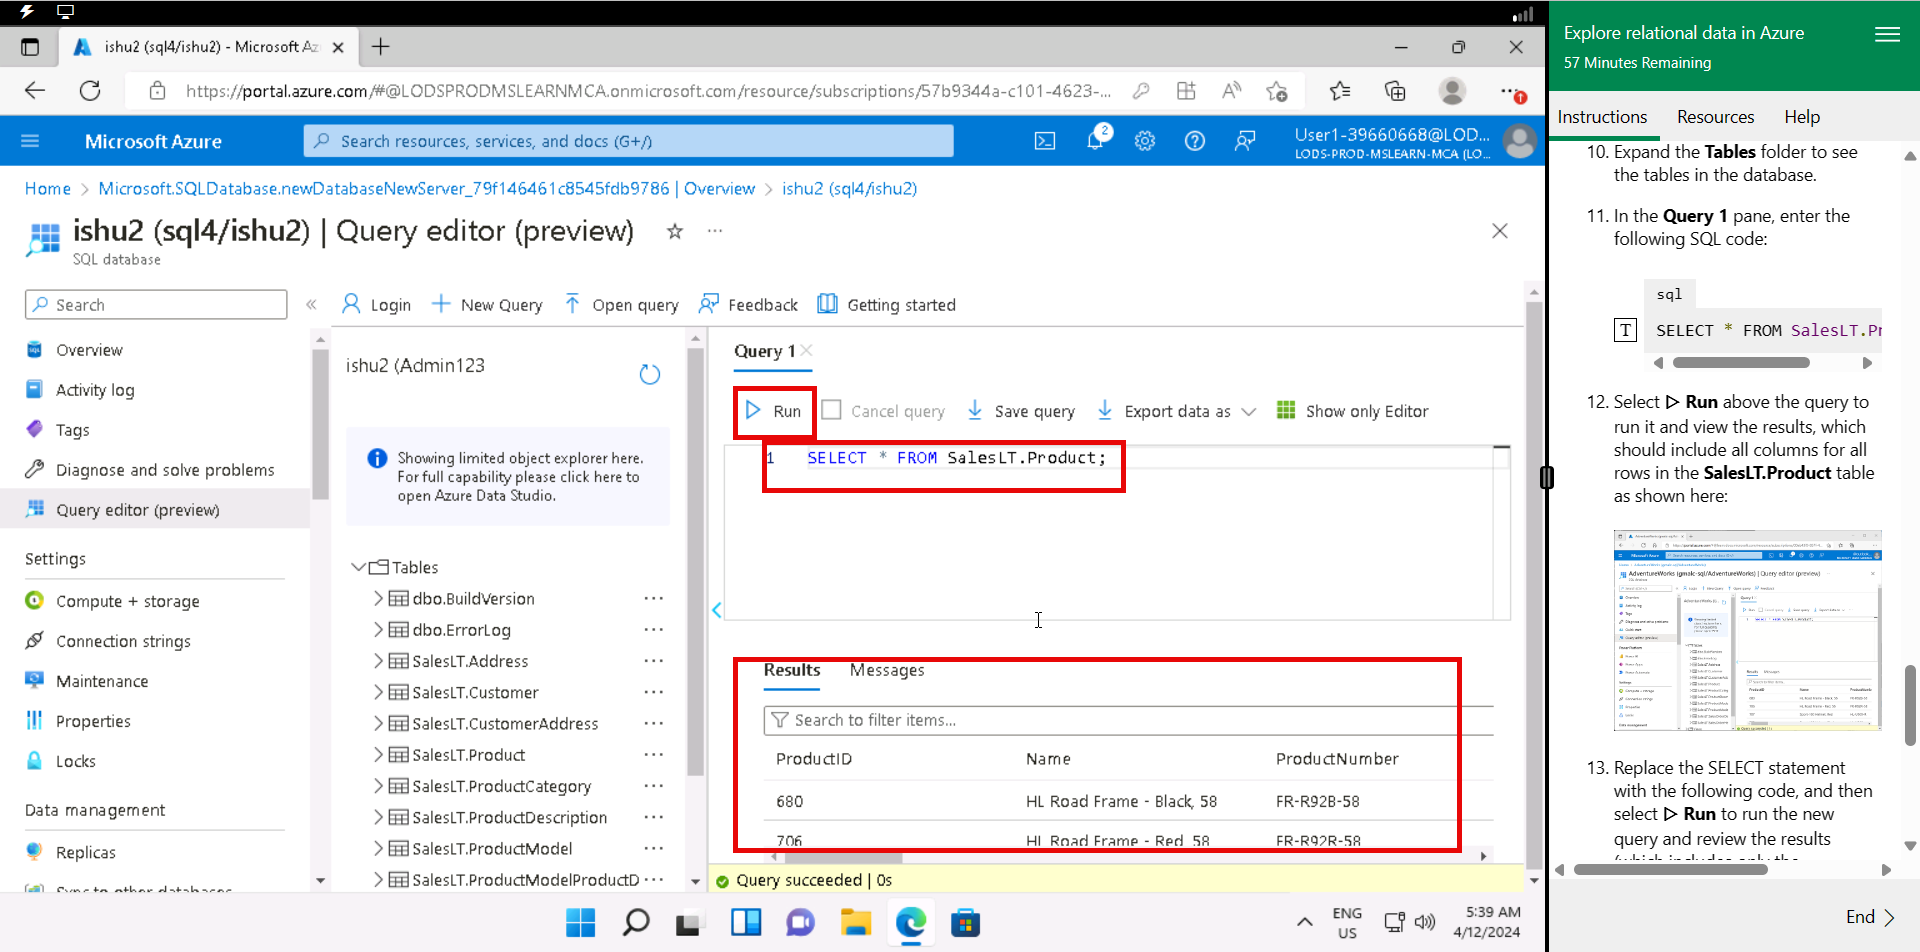 ishu2 (sql4/ishu2) - Microsoft Az
https://portal.azure.com/#@LODSPRODMSLEARNMCA.onmicrosoft.com/resource/subscriptions/57b9344a-c101-4623-...
Microsoft Azure
Search resources, services, and docs (G+/)
2
User1-39660668@LOD...
LODS-PROD-MSLEARN-MCA (LO...
Home > Microsoft.SQLDatabase.newDatabaseNewServer_79f146461c8545fdb9786 | Overview > ishu2 (sql4/ishu2)
ishu2 (sql4/ishu2) | Query editor (preview)
SQL database
Search
Login
New Query
Open query
Feedback
Getting started
Overview
Activity log
Tags
Diagnose and solve problems
Query editor (preview)
Settings
Compute + storage
Connection strings
Maintenance
Properties
Locks
Data management
Replicas
Sync to other databases
ishu2 (Admin123
Showing limited object explorer here.
For full capability please click here to
open Azure Data Studio.
Tables
dbo.BuildVersion
dbo.ErrorLog
SalesLT.Address
SalesLT.Customer
SalesLT.CustomerAddress
SalesLT.Product
SalesLT.ProductCategory
SalesLT.ProductDescription
SalesLT.ProductModel
SalesLT.ProductModelProductD
Query 1
Run
Cancel query
Save query
Export data as
Show only Editor
1 SELECT * FROM SalesLT.Product;
Results Messages
Search to filter items...
ProductID Name ProductNumber
680 HL Road Frame - Black, 58 FR-R92B-58
706 HL Road Frame - Red, 58 FR-R92R-58
Query succeeded | 0s
ENG
US
5:39 AM
4/12/2024
Explore relational data in Azure
57 Minutes Remaining
Instructions Resources Help
10. Expand the Tables folder to see
the tables in the database.
11. In the Query 1 pane, enter the
following SQL code:
sql
T
SELECT * FROM SalesLT.Pr
12. Select ▷ Run above the query to
run it and view the results, which
should include all columns for all
rows in the SalesLT.Product table
as shown here:
AdventureWorks (gmalc-sql/AdventureWorks) | Query editor (preview)
13. Replace the SELECT statement
with the following code, and then
select ▷ Run to run the new
query and review the results
(which includes only the
End